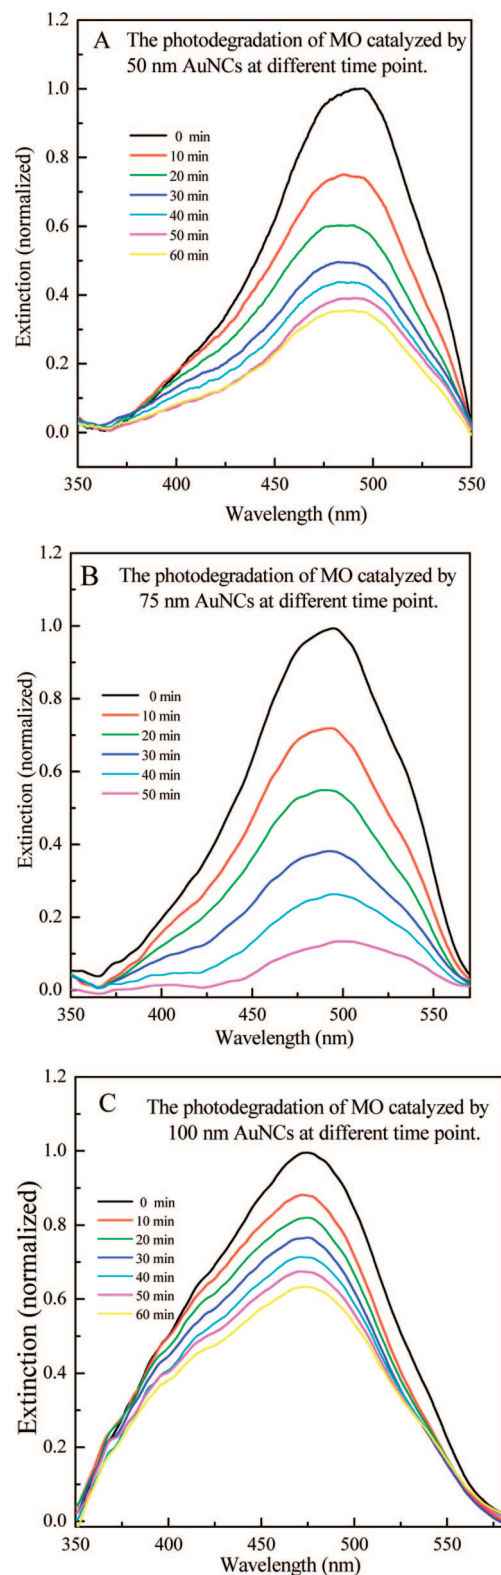 A
The photodegradation of MO catalyzed by
50 nm AuNCs at different time point.
1.2
1.0
0.8
0.6
0.4
0.2
0.0
Extinction (normalized)
0 min
10 min
20 min
30 min
40 min
50 min
60 min
350
400
450
500
550
Wavelength (nm)
B
The photodegradation of MO catalyzed by
75 nm AuNCs at different time point.
1.2
1.0
0.8
0.6
0.4
0.2
0.0
Extinction (normalized)
0 min
10 min
20 min
30 min
40 min
50 min
350
400
450
500
550
Wavelength (nm)
C
The photodegradation of MO catalyzed by
100 nm AuNCs at different time point.
1.2
1.0
0.8
0.6
0.4
0.2
0.0
Extinction (normalized)
0 min
10 min
20 min
30 min
40 min
50 min
60 min
350
400
450
500
550
Wavelength (nm)